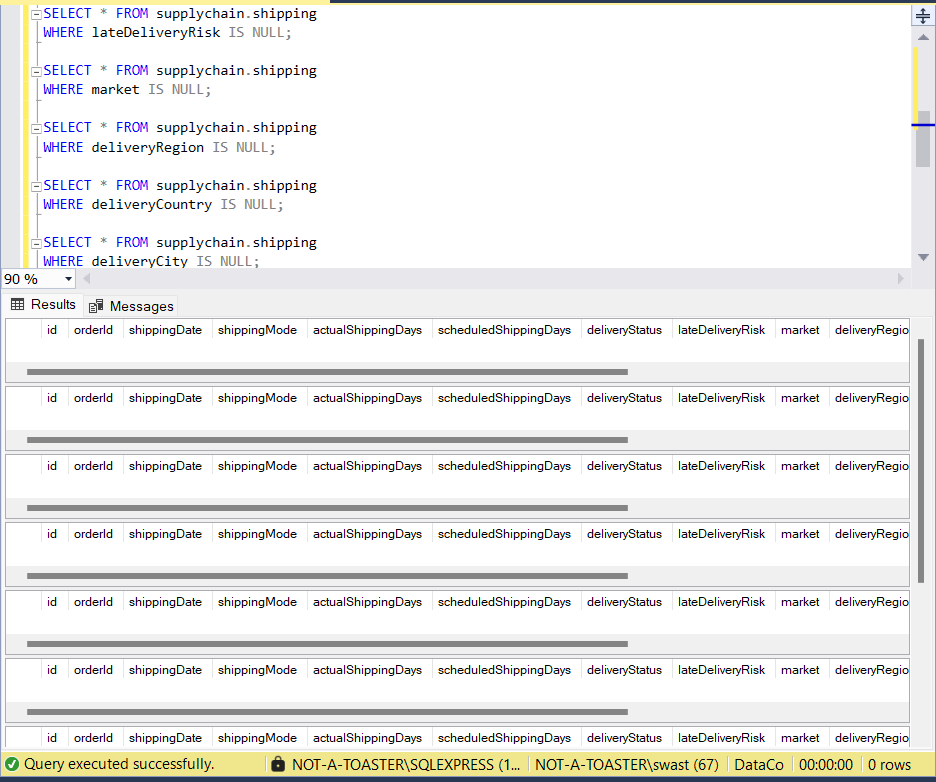 SELECT * FROM supplychain.shipping
WHERE lateDeliveryRisk IS NULL;
SELECT * FROM supplychain.shipping
WHERE market IS NULL;
SELECT * FROM supplychain.shipping
WHERE deliveryRegion IS NULL;
SELECT * FROM supplychain.shipping
WHERE deliveryCountry IS NULL;
SELECT * FROM supplychain.shipping
WHERE deliveryCity IS NULL;
90 %
Results Messages
id orderId shippingDate shippingMode actualShippingDays scheduledShippingDays deliveryStatus lateDeliveryRisk market deliveryRegio
id orderId shippingDate shippingMode actualShippingDays scheduledShippingDays deliveryStatus lateDeliveryRisk market deliveryRegio
id orderId shippingDate shippingMode actualShippingDays scheduledShippingDays deliveryStatus lateDeliveryRisk market deliveryRegio
id orderId shippingDate shippingMode actualShippingDays scheduledShippingDays deliveryStatus lateDeliveryRisk market deliveryRegio
id orderId shippingDate shippingMode actualShippingDays scheduledShippingDays deliveryStatus lateDeliveryRisk market deliveryRegio
id orderId shippingDate shippingMode actualShippingDays scheduledShippingDays deliveryStatus lateDeliveryRisk market deliveryRegio
id orderId shippingDate shippingMode actualShippingDays scheduledShippingDays deliveryStatus lateDeliveryRisk market deliveryRegio
Query executed successfully. NOT-A-TOASTER\SQLEXPRESS (1... NOT-A-TOASTER\swast (67) DataCo 00:00:00 0 rows